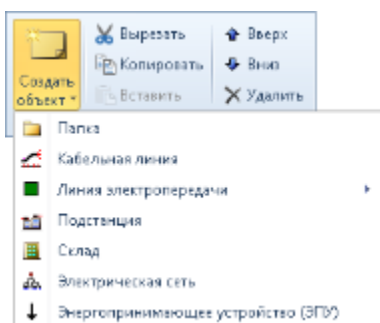 Создать объект
Вырезать
Копировать
Вставить
Вверх
Вниз
Удалить
Папка
Кабельная линия
Линия электропередачи
Подстанция
Склад
Электрическая сеть
Энергопринимающее устройство (ЭПУ)